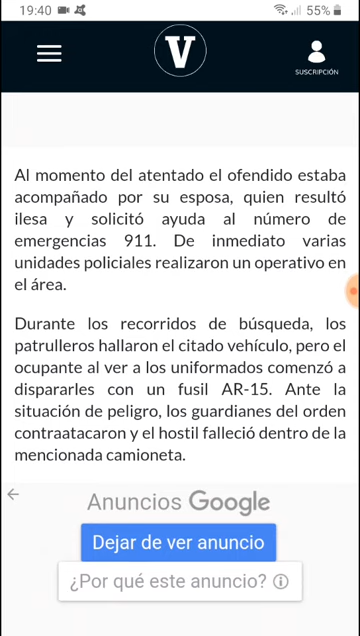 19:40
55%
V
SUSCRIPCIÓN
Al momento del atentado el ofendido estaba
acompañado por su esposa, quien resultó
ilesa y solicitó ayuda al número de
emergencias 911. De inmediato varias
unidades policiales realizaron un operativo en
el área.
Durante los recorridos de búsqueda, los
patrulleros hallaron el citado vehículo, pero el
ocupante al ver a los uniformados comenzó a
dispararles con un fusil AR-15. Ante la
situación de peligro, los guardianes del orden
contraatacaron y el hostil falleció dentro de la
mencionada camioneta.
Anuncios Google
Dejar de ver anuncio
¿Por qué este anuncio?